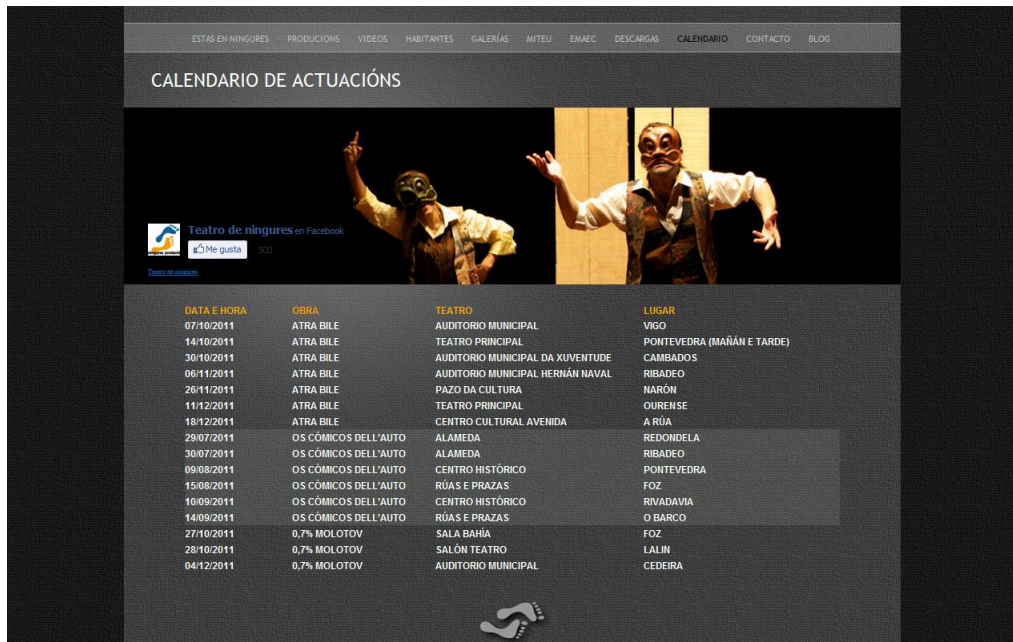 ESTAS EN NINGURES PRODUCIONS VIDEOS HABITANTES GALERÍAS MITEU EMAEC DESCARGAS CALENDARIO CONTACTO BLOG
CALENDARIO DE ACTUACIÓNS
Teatro de ningures en Facebook
Me gusta 500
Teatro de ningures
DATA E HORA OBRA TEATRO LUGAR
07/10/2011 ATRA BILE AUDITORIO MUNICIPAL VIGO
14/10/2011 ATRA BILE TEATRO PRINCIPAL PONTEVEDRA (MAÑÁN E TARDE)
30/10/2011 ATRA BILE AUDITORIO MUNICIPAL DA XUVENTUDE CAMBADOS
06/11/2011 ATRA BILE AUDITORIO MUNICIPAL HERNÁN NAVAL RIBADEO
26/11/2011 ATRA BILE PAZO DA CULTURA NARÓN
11/12/2011 ATRA BILE TEATRO PRINCIPAL OURENSE
18/12/2011 ATRA BILE CENTRO CULTURAL AVENIDA A RÚA
29/07/2011 OS CÓMICOS DELL'AUTO ALAMEDA REDONDELA
30/07/2011 OS CÓMICOS DELL'AUTO ALAMEDA RIBADEO
09/08/2011 OS CÓMICOS DELL'AUTO CENTRO HISTÓRICO PONTEVEDRA
15/08/2011 OS CÓMICOS DELL'AUTO RÚAS E PRAZAS FOZ
10/09/2011 OS CÓMICOS DELL'AUTO CENTRO HISTÓRICO RIVADAVIA
14/09/2011 OS CÓMICOS DELL'AUTO RÚAS E PRAZAS O BARCO
27/10/2011 0,7% MOLOTOV SALA BAHÍA FOZ
28/10/2011 0,7% MOLOTOV SALÓN TEATRO LALIN
04/12/2011 0,7% MOLOTOV AUDITORIO MUNICIPAL CEDEIRA